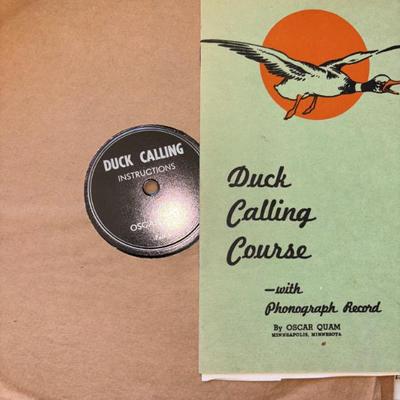 DUCK CALLING
INSTRUCTIONS
Duck
Calling
Course
—with
Phonograph Record
By OSCAR QUAM
MINNEAPOLIS, MINNESOTA